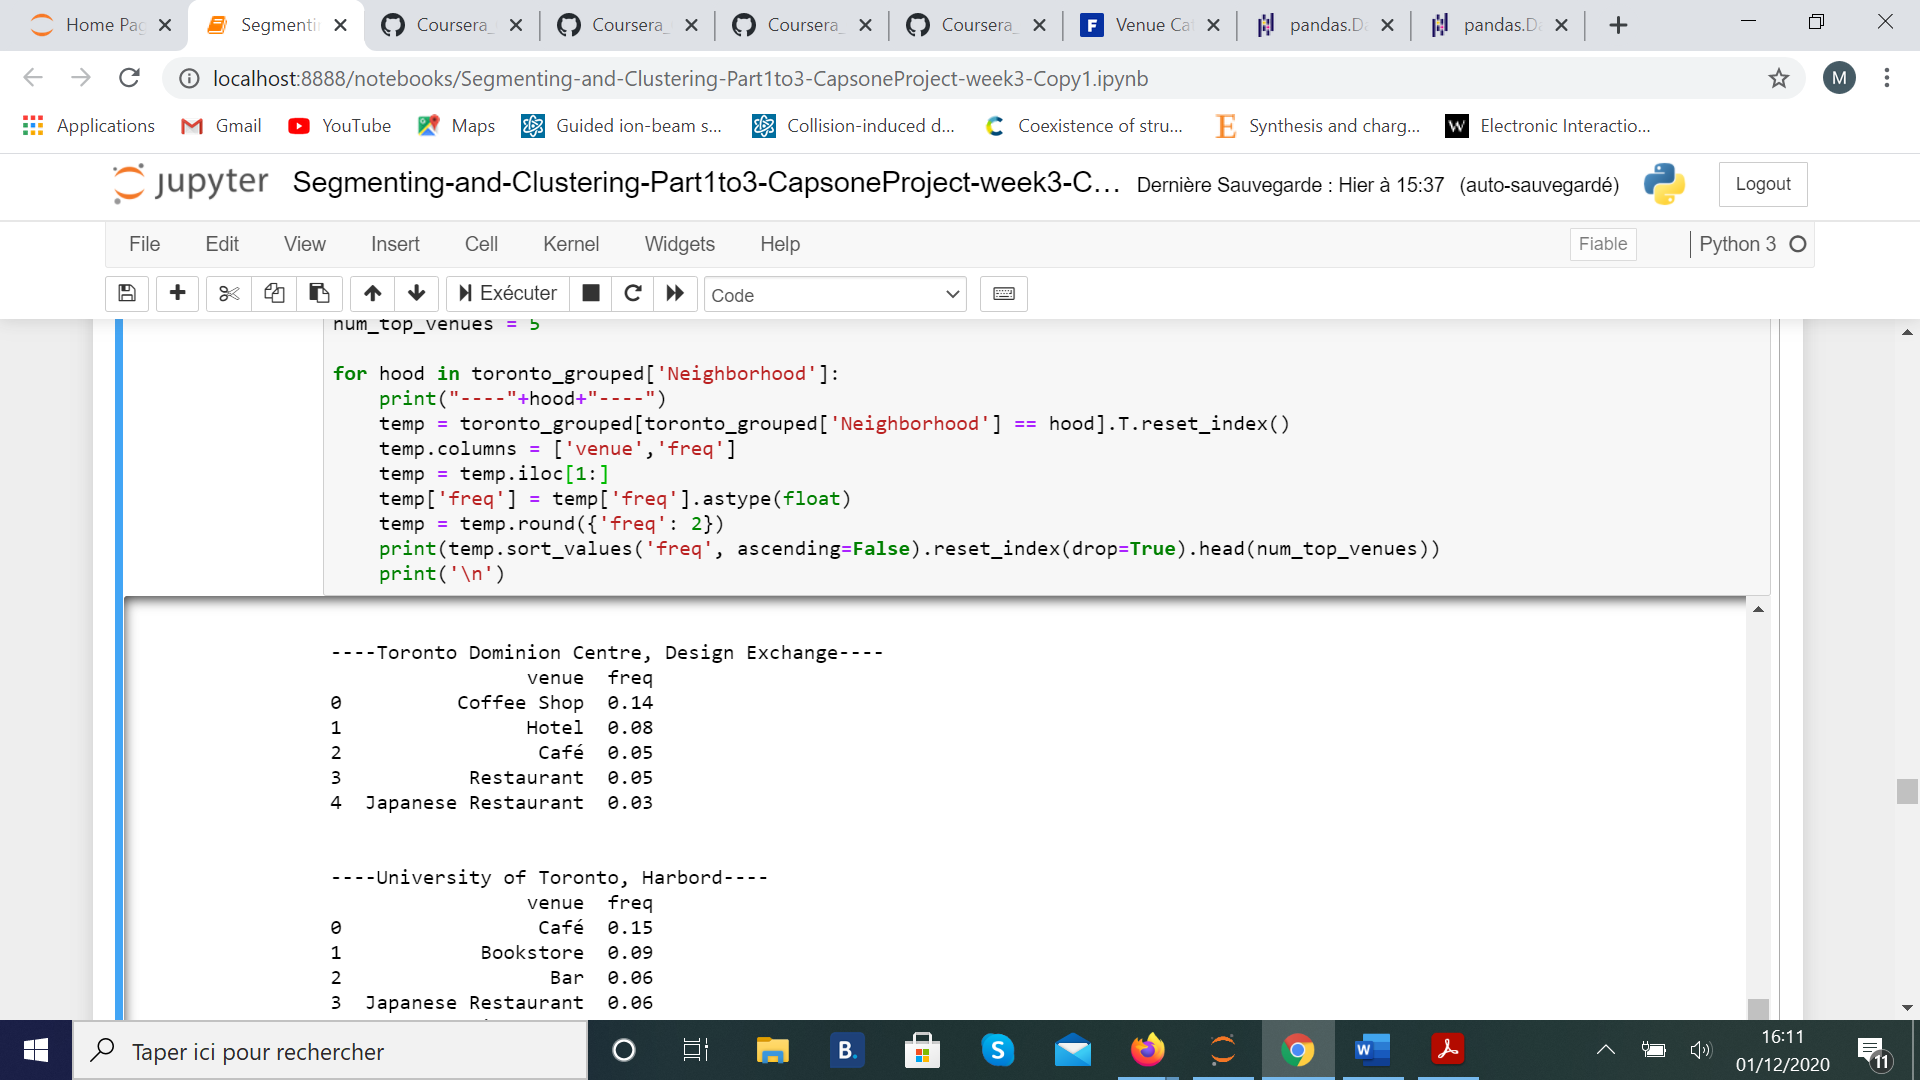 Home Pag
Segmentin
Coursera_
Coursera_
Coursera_
Coursera_
Venue Cat
pandas.Da
pandas.Da
localhost:8888/notebooks/Segmenting-and-Clustering-Part1to3-CapsoneProject-week3-Copy1.ipynb
M
Applications
Gmail
YouTube
Maps
Guided ion-beam s...
Collision-induced d...
Coexistence of stru...
Synthesis and charg...
Electronic Interactio...
jupyter
Segmenting-and-Clustering-Part1to3-CapsoneProject-week3-C...
Dernière Sauvegarde : Hier à 15:37 (auto-sauvegardé)
Logout
File Edit View Insert Cell Kernel Widgets Help
Fiable
Python 3
Exécuter
Code
num_top_venues = 5
for hood in toronto_grouped['Neighborhood']:
    print("----"+hood+"----")
    temp = toronto_grouped[toronto_grouped['Neighborhood'] == hood].T.reset_index()
    temp.columns = ['venue','freq']
    temp = temp.iloc[1:]
    temp['freq'] = temp['freq'].astype(float)
    temp = temp.round({'freq': 2})
    print(temp.sort_values('freq', ascending=False).reset_index(drop=True).head(num_top_venues))
    print('\n')
----Toronto Dominion Centre, Design Exchange----
venue freq
0 Coffee Shop 0.14
1 Hotel 0.08
2 Café 0.05
3 Restaurant 0.05
4 Japanese Restaurant 0.03
----University of Toronto, Harbord----
venue freq
0 Café 0.15
1 Bookstore 0.09
2 Bar 0.06
3 Japanese Restaurant 0.06
Taper ici pour rechercher
16:11
01/12/2020
11